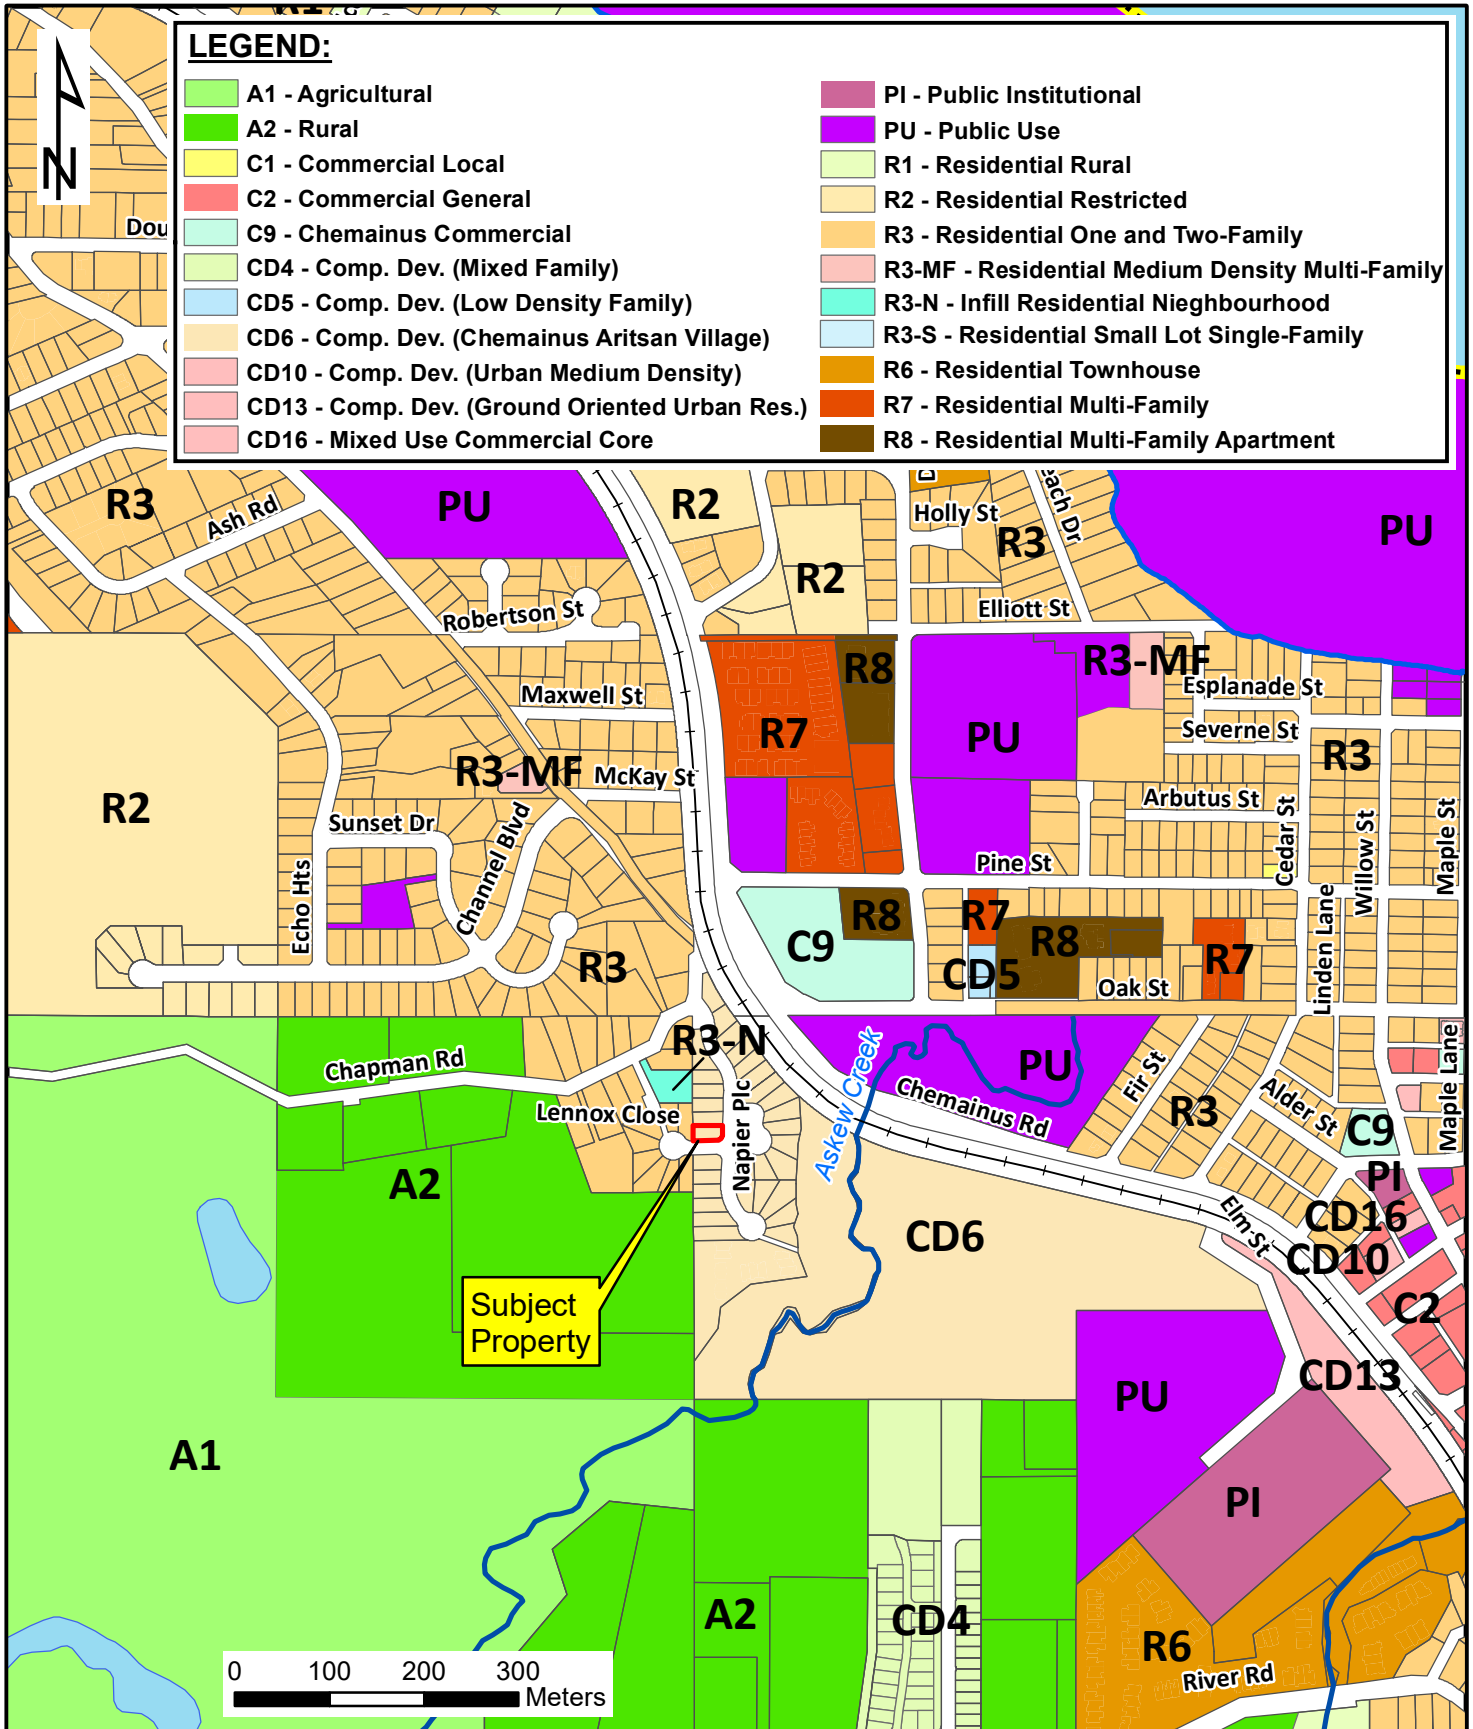 R1
N
LEGEND:
A1 - Agricultural
A2 - Rural
C1 - Commercial Local
C2 - Commercial General
C9 - Chemainus Commercial
CD4 - Comp. Dev. (Mixed Family)
CD5 - Comp. Dev. (Low Density Family)
CD6 - Comp. Dev. (Chemainus Aritsan Village)
CD10 - Comp. Dev. (Urban Medium Density)
CD13 - Comp. Dev. (Ground Oriented Urban Res.)
CD16 - Mixed Use Commercial Core
PI - Public Institutional
PU - Public Use
R1 - Residential Rural
R2 - Residential Restricted
R3 - Residential One and Two-Family
R3-MF - Residential Medium Density Multi-Family
R3-N - Infill Residential Nieghbourhood
R3-S - Residential Small Lot Single-Family
R6 - Residential Townhouse
R7 - Residential Multi-Family
R8 - Residential Multi-Family Apartment
Dou
R3
Ash Rd
PU
R2
Holly St
R3
each Dr
PU
R2
Robertson St
Elliott St
R8
R3-MF
Maxwell St
Esplanade St
R7
PU
Severne St
R3
R3-MF
McKay St
R2
Arbutus St
Sunset Dr
Channel Blvd
Echo Hts
Pine St
Cedar St
Willow St
Maple St
R8
R7
R8
C9
R3
CD5
R7
Oak St
Linden Lane
R3-N
Chapman Rd
PU
Askew Creek
Chemainus Rd
Fir St
R3
Alder St
C9
Maple Lane
Lennox Close
Napier Plc
A2
PI
CD16
CD6
Elm St
CD10
Subject
Property
C2
CD13
PU
A1
PI
A2
CD4
R6
River Rd
0 100 200 300
Meters